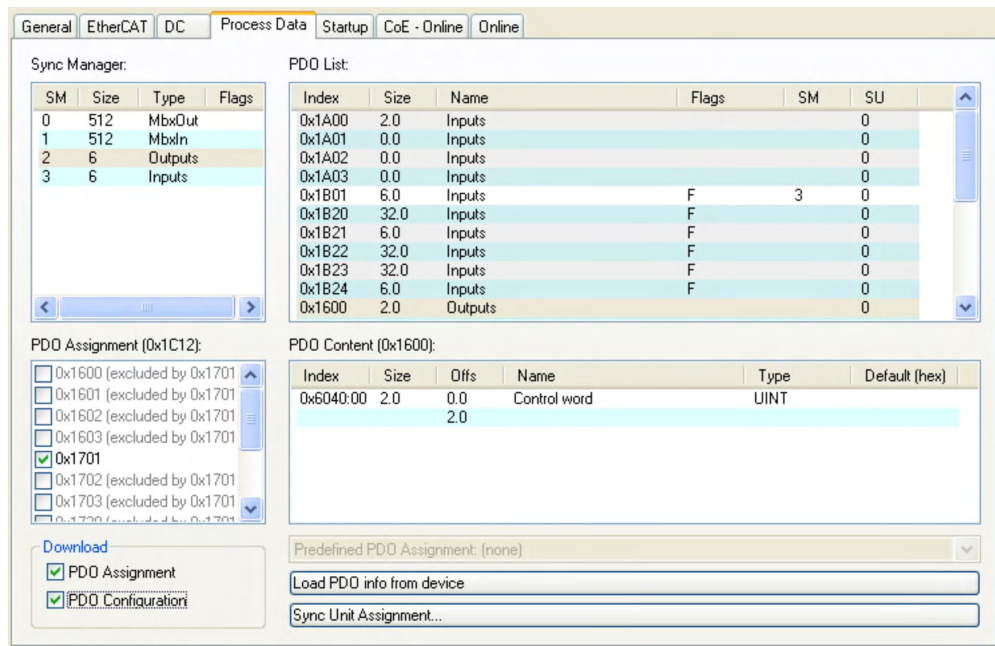 General EtherCAT DC Process Data Startup CoE - Online Online
Sync Manager:
SM Size Type Flags
0 512 MbxOut
1 512 MbxIn
2 6 Outputs
3 6 Inputs
PDO List:
Index Size Name Flags SM SU
0x1A00 2.0 Inputs 0
0x1A01 0.0 Inputs 0
0x1A02 0.0 Inputs 0
0x1A03 0.0 Inputs 0
0x1B01 6.0 Inputs F 3 0
0x1B20 32.0 Inputs F 0
0x1B21 6.0 Inputs F 0
0x1B22 32.0 Inputs F 0
0x1B23 32.0 Inputs F 0
0x1B24 6.0 Inputs F 0
0x1600 2.0 Outputs 0
PDO Assignment (0x1C12):
0x1600 (excluded by 0x1701
0x1601 (excluded by 0x1701
0x1602 (excluded by 0x1701
0x1603 (excluded by 0x1701
0x1701
0x1702 (excluded by 0x1701
0x1703 (excluded by 0x1701
PDO Content (0x1600):
Index Size Offs Name Type Default (hex)
0x6040:00 2.0 0.0 Control word UINT
2.0
Download
PDO Assignment
PDO Configuration
Predefined PDO Assignment: (none)
Load PDO info from device
Sync Unit Assignment...